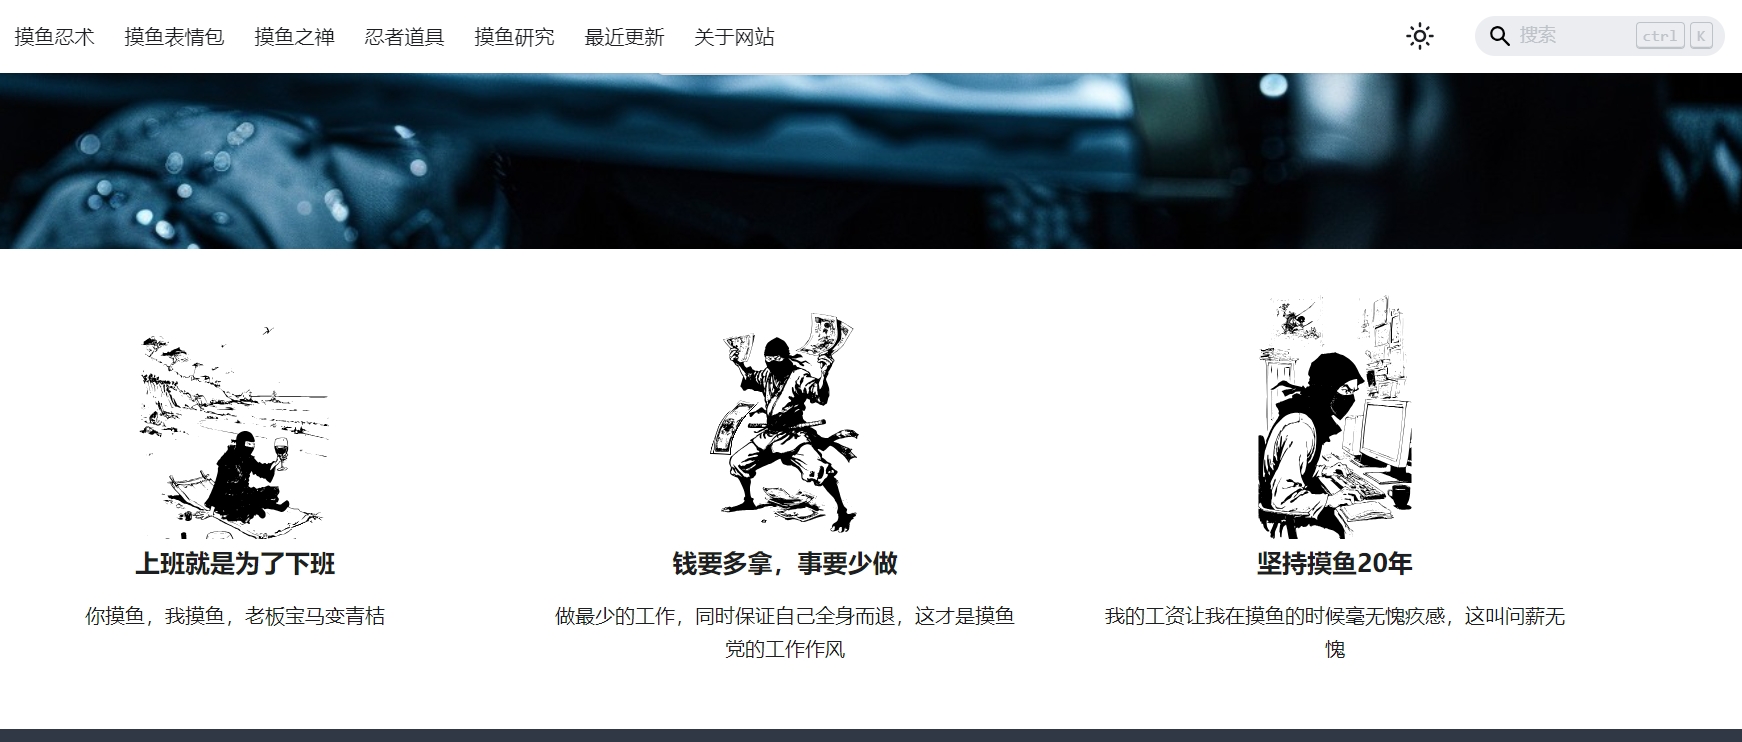 摸鱼忍术 摸鱼表情包 摸鱼之禅 忍者道具 摸鱼研究 最近更新 关于网站 搜索 ctrl K
上班就是为了下班
你摸鱼，我摸鱼，老板宝马变青桔
钱要多拿，事要少做
做最少的工作，同时保证自己全身而退，这才是摸鱼
党的工作作风
坚持摸鱼20年
我的工资让我在摸鱼的时候毫无愧疚感，这叫问薪无
愧